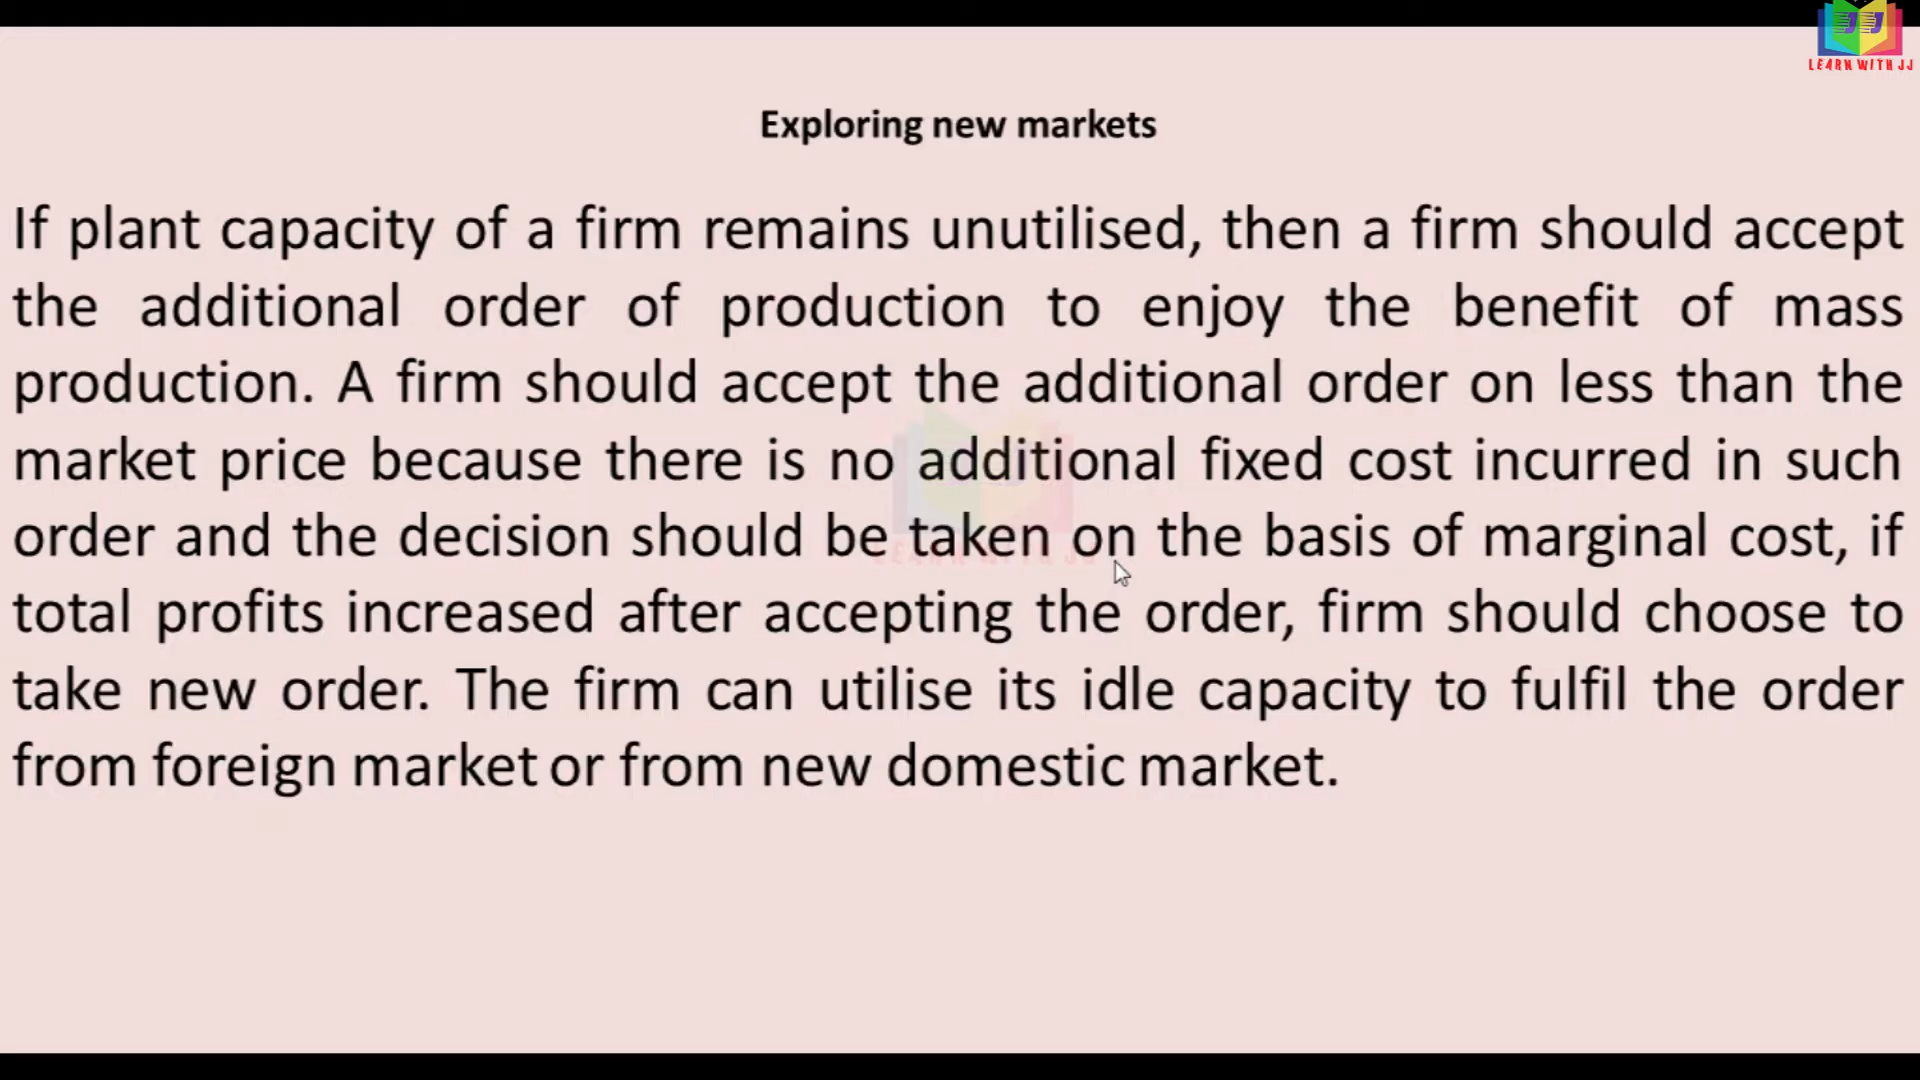 LEARN WITH JJ
Exploring new markets
If plant capacity of a firm remains unutilised, then a firm should accept
the additional order of production to enjoy the benefit of mass
production. A firm should accept the additional order on less than the
market price because there is no additional fixed cost incurred in such
order and the decision should be taken on the basis of marginal cost, if
total profits increased after accepting the order, firm should choose to
take new order. The firm can utilise its idle capacity to fulfil the order
from foreign market or from new domestic market.
LEARN WITH JJ